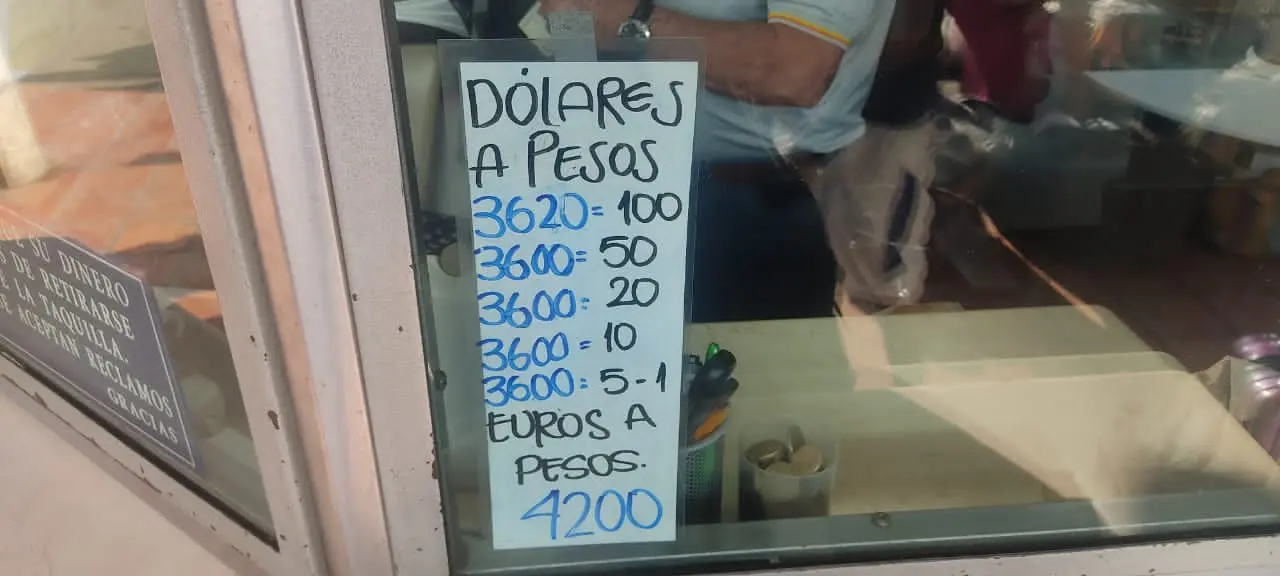 SU DINERO
DE RETIRARSE
LA TAQUILLA.
ACEPTAN RECLAMOS
GRACIAS
DÓLARES
A PESOS
3620= 100
3600= 50
3600= 20
3600= 10
3600= 5-1
EUROS A
PESOS.
4200